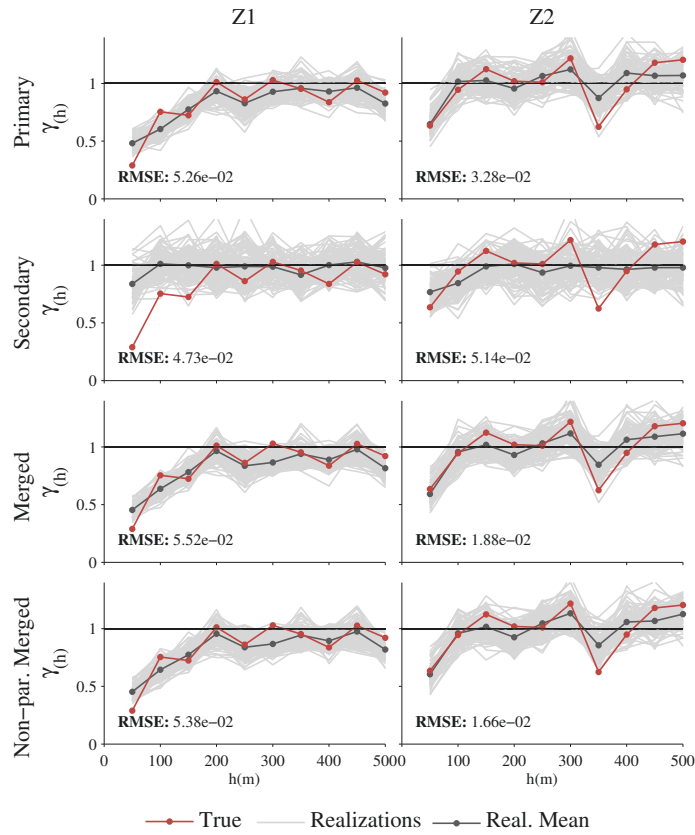 Z1 Z2
Primary
γ(h)
1
0.5
0
RMSE: 5.26e−02
RMSE: 3.28e−02
Secondary
γ(h)
1
0.5
0
RMSE: 4.73e−02
RMSE: 5.14e−02
Merged
γ(h)
1
0.5
0
RMSE: 5.52e−02
RMSE: 1.88e−02
Non−par. Merged
γ(h)
1
0.5
0
RMSE: 5.38e−02
RMSE: 1.66e−02
0 100 200 300 400 5000 100 200 300 400 500
h(m) h(m)
True Realizations Real. Mean